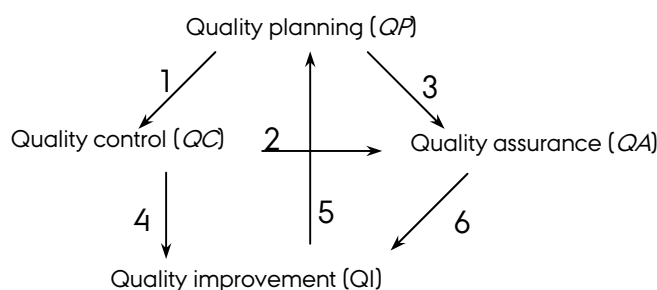 Quality planning (QP)
1
3
Quality control (QC)
2
Quality assurance (QA)
4
5
6
Quality improvement (QI)